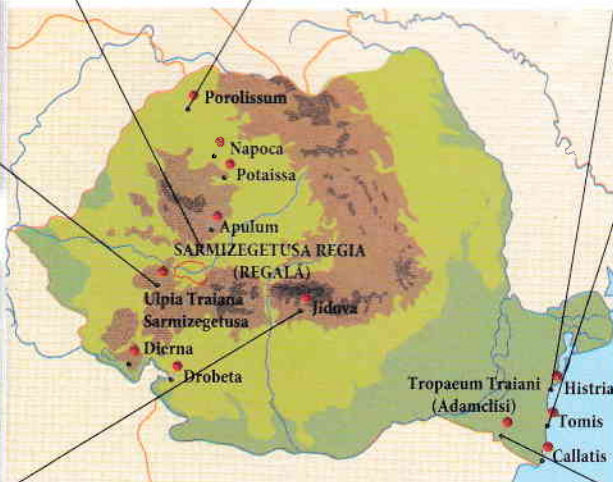 Porolissum
Napoca
Potaissa
Apulum
SARMIZEGETUSA REGIA
(REGALĂ)
Ulpia Traiana
Sarmizegetusa
Jidova
Dierna
Drobeta
Tropaeum Traiani
(Adamclisi)
Histria
Tomis
Callatis